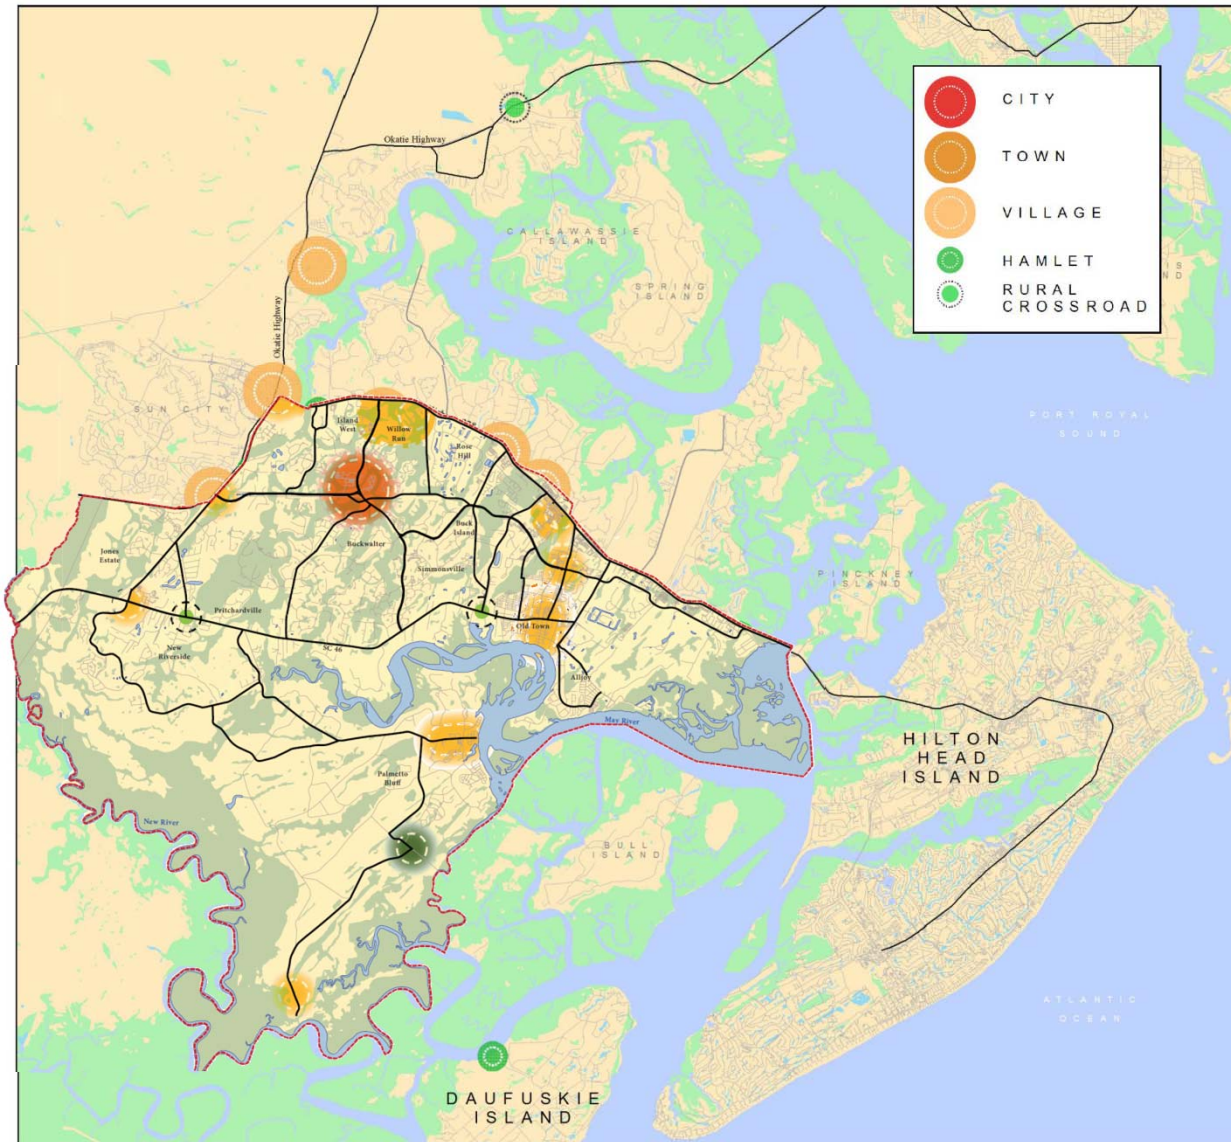 CITY
TOWN
VILLAGE
HAMLET
RURAL
CROSSROAD
Okatie Highway
CALLAWASSIE
ISLAND
SPRING
ISLAND
Okatie Highway
SUN CITY
PORT ROYAL
SOUND
Island
West
Willow
Run
Rose
Hill
Buck
Island
Buckwalter
Jones
Estate
Simmonsville
PINCKNEY
ISLAND
Pritchardville
Old Town
SC 46
New
Riverside
Alljoy
May River
HILTON
HEAD
ISLAND
Palmetto
Bluff
New River
BULL
ISLAND
ATLANTIC
OCEAN
DAUFUSKIE
ISLAND